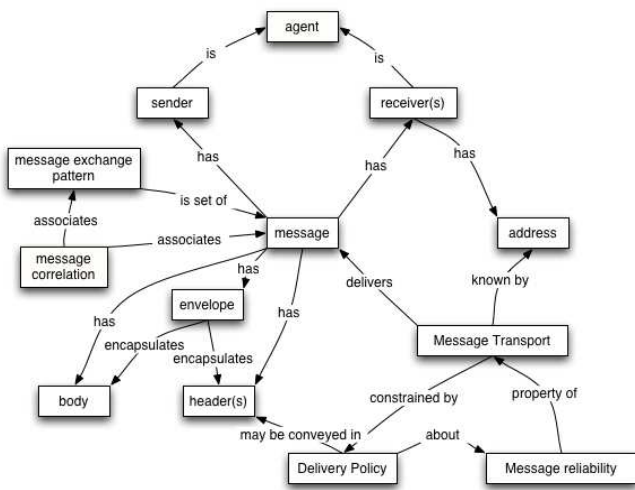 agent
is
is
sender
receiver(s)
has
has
has
message exchange
pattern
is set of
associates
associates
message
address
message
correlation
has
delivers
known by
envelope
has
has
encapsulates
encapsulates
Message Transport
body
header(s)
constrained by
property of
may be conveyed in
about
Delivery Policy
Message reliability